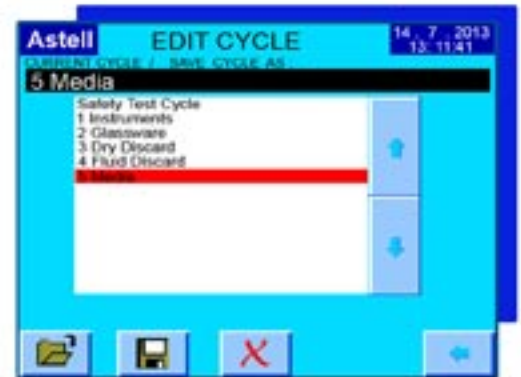 Astell
EDIT CYCLE
14 . 7 . 2013
13: 11:41
CURRENT CYCLE / SAVE CYCLE AS
5 Media
Safety Test Cycle
1 Instruments
2 Glassware
3 Dry Discard
4 Fluid Discard
5 Media